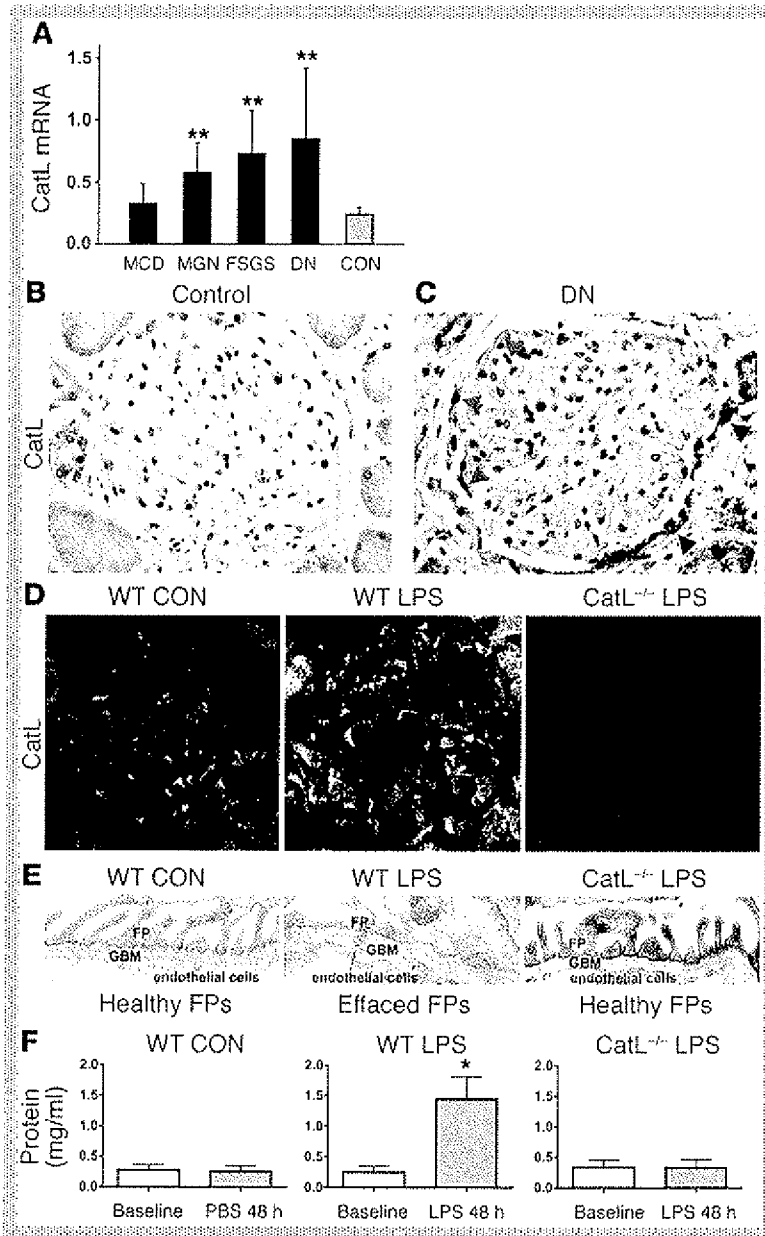 A
CatL mRNA
1.5
1.0
0.5
0.0
**
**
**
MCD MGN FSGS DN CON
B Control
C DN
CatL
D WT CON WT LPS CatL⁻/⁻ LPS
CatL
E WT CON WT LPS CatL⁻/⁻ LPS
FP
GBM
endothelial cells
FP
GBM
endothelial cells
FP
GBM
endothelial cells
Healthy FPs Effaced FPs Healthy FPs
F WT CON WT LPS CatL⁻/⁻ LPS
Protein
(mg/ml)
2.0
1.5
1.0
0.5
0.0
Baseline PBS 48 h
2.0
1.5
1.0
0.5
0.0
*
Baseline LPS 48 h
2.0
1.5
1.0
0.5
0.0
Baseline LPS 48 h